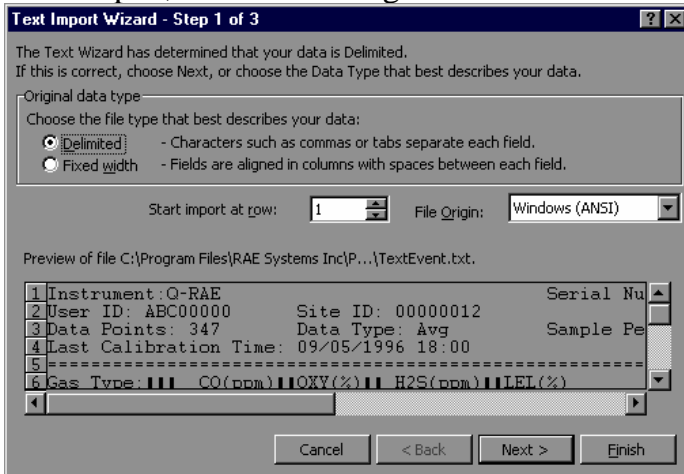 Text Import Wizard - Step 1 of 3
The Text Wizard has determined that your data is Delimited.
If this is correct, choose Next, or choose the Data Type that best describes your data.
Original data type
Choose the file type that best describes your data:
Delimited - Characters such as commas or tabs separate each field.
Fixed width - Fields are aligned in columns with spaces between each field.
Start import at row: 1 File Origin: Windows (ANSI)
Preview of file C:\Program Files\RAE Systems Inc\P...\TextEvent.txt.
1 Instrument:Q-RAE Serial Nu
2 User ID: ABC00000 Site ID: 00000012
3 Data Points: 347 Data Type: Avg Sample Pe
4 Last Calibration Time: 09/05/1996 18:00
5 ==================================================
6 Gas Type:▮▮▮ CO(ppm)▮▮OXY(%)▮▮ H2S(ppm)▮▮LEL(%)
Cancel < Back Next > Finish